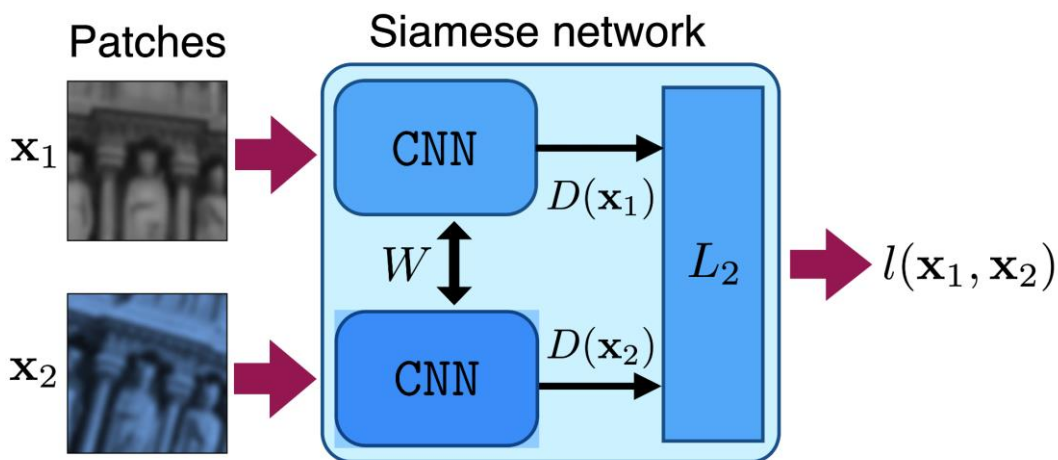 Patches
Siamese network
x₁
CNN
D(x₁)
W
L₂
l(x₁, x₂)
x₂
CNN
D(x₂)